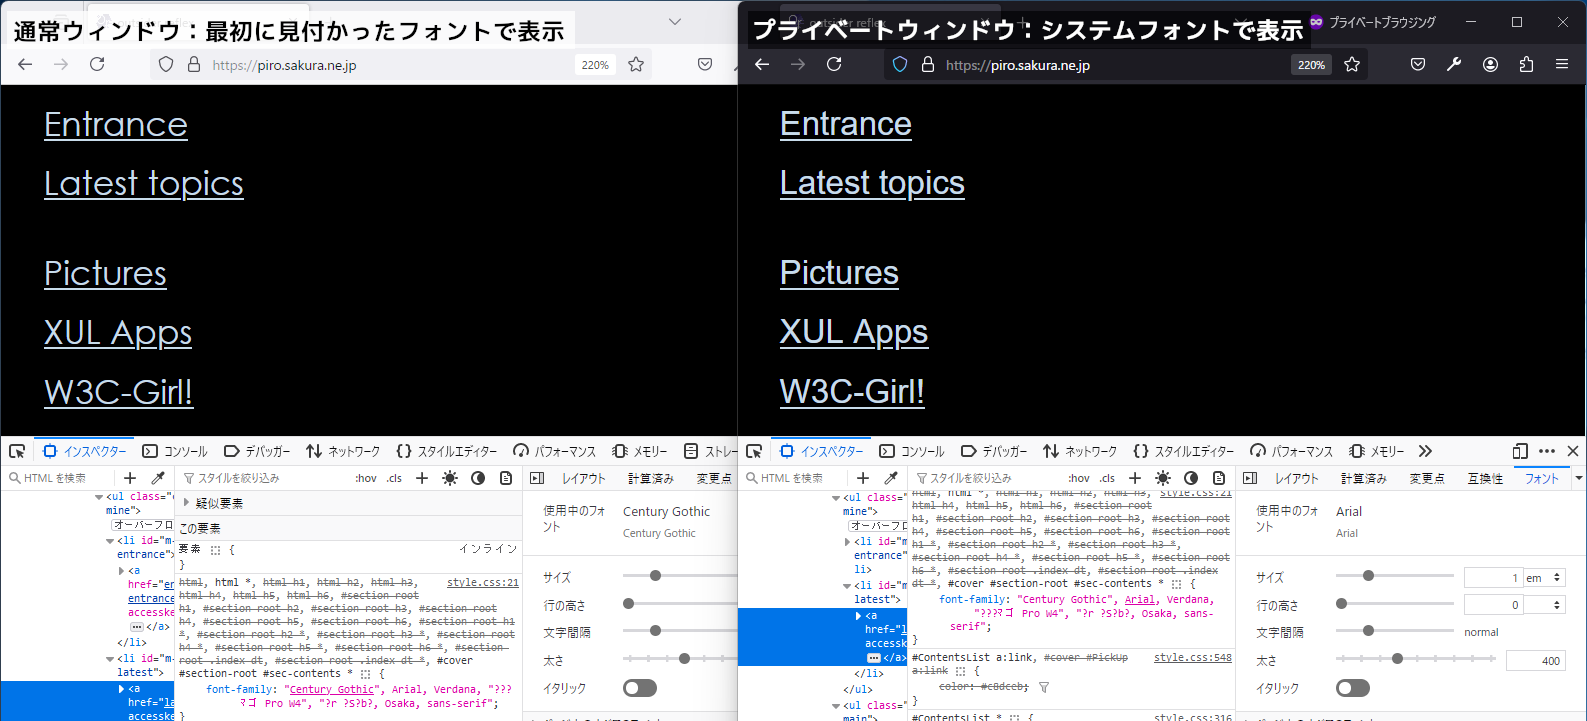 通常ウィンドウ：最初に見付かったフォントで表示
https://piro.sakura.ne.jp
220%
Entrance
Latest topics
Pictures
XUL Apps
W3C-Girl!
インスペクター
コンソール
デバッガー
ネットワーク
スタイルエディター
パフォーマンス
メモリー
ストレー
HTML を検索
スタイルを絞り込み
:hov .cls
レイアウト
計算済み
変更点
<ul class="
mine">
オーバーフロ
<li id="m-
entrance">
<a
href="en
entrance
accesske
</a>
</li>
<li id="m-
latest">
<a
href="la
accesske
疑似要素
この要素
要素 {
インライン
}
html, html *, html h1, html h2, html h3,
style.css:21
html h4, html h5, html h6, #section-root
h1, #section-root h2, #section-root h3, #section-root
h4, #section-root h5, #section-root h6, #section-root h1
*, #section-root h2 *, #section-root h3 *, #section-root
h4 *, #section-root h5 *, #section-root h6 *, #section-
root .index dt, #section-root .index dt *, #cover
#section-root #sec-contents * {
font-family: "Century Gothic", Arial, Verdana, "???
ﾏゴ Pro W4", "?r ?S?b?, Osaka, sans-serif";
}
使用中のフォ
ント
Century Gothic
Century Gothic
サイズ
行の高さ
文字間隔
太さ
イタリック
プライベートウィンドウ：システムフォントで表示
プライベートブラウジング
https://piro.sakura.ne.jp
220%
Entrance
Latest topics
Pictures
XUL Apps
W3C-Girl!
インスペクター
コンソール
デバッガー
ネットワーク
スタイルエディター
パフォーマンス
メモリー
HTML を検索
スタイルを絞り込み
:hov .cls
レイアウト
計算済み
変更点
互換性
フォント
<ul class="
mine">
オーバーフロ
<li id="m
entrance">
li>
<li id="m
latest">
<a
href="l
accessk
</a>
</li>
</ul>
<ul id="m
main">
html, html *, html h1, html h2, html h3,
style.css:21
html h4, html h5, html h6, #section-root
h1, #section-root h2, #section-root h3, #section-root
h4, #section-root h5, #section-root h6, #section-root
h1 *, #section-root h2 *, #section-root h3 *,
#section-root h4 *, #section-root h5 *, #section-root
h6 *, #section-root .index dt, #section-root .index
dt *, #cover #section-root #sec-contents * {
font-family: "Century Gothic", Arial, Verdana,
"???ﾏゴ Pro W4", "?r ?S?b?, Osaka, sans-
serif";
}
#ContentsList a:link, #cover #PickUp
style.css:548
a:link {
color: #c8dceb;
}
#ContentsList * {
style.css:316
使用中のフォ
ント
Arial
Arial
サイズ
1 em
行の高さ
0
文字間隔
normal
太さ
400
イタリック